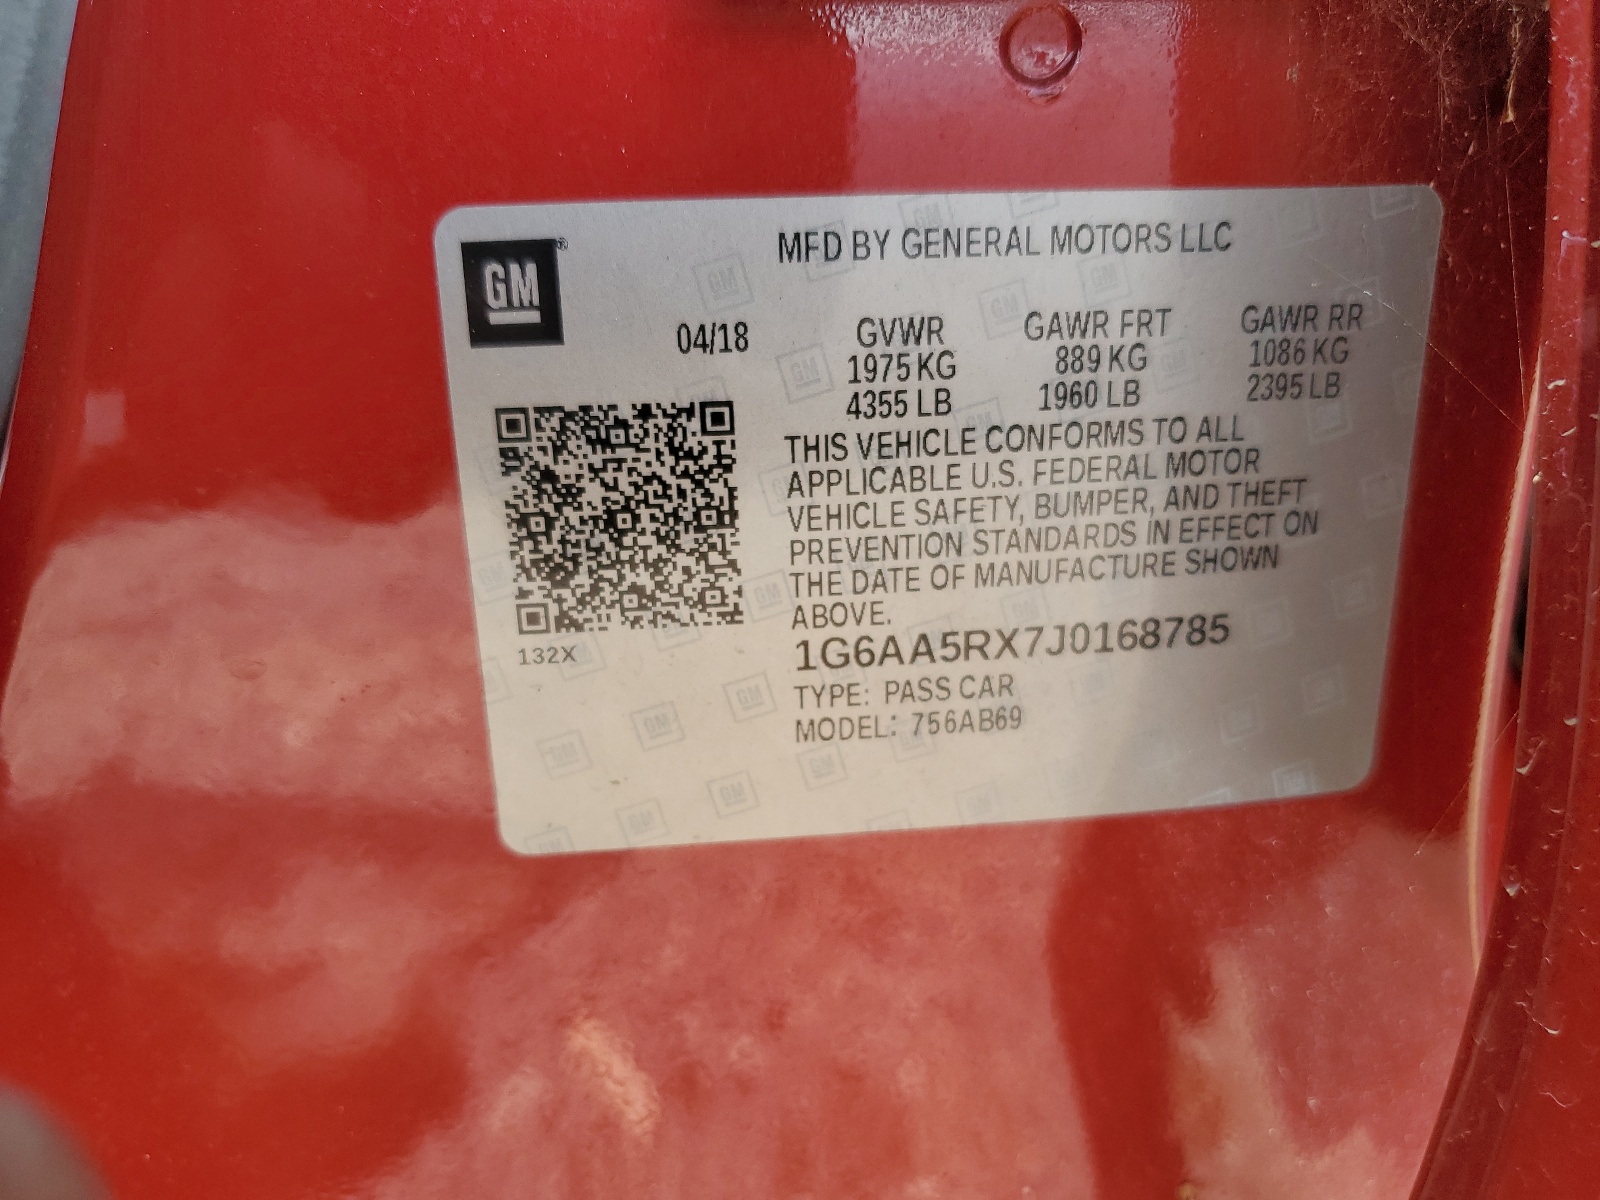 GM
MFD BY GENERAL MOTORS LLC
04/18
GVWR GAWR FRT GAWR RR
1975 KG 889 KG 1086 KG
4355 LB 1960 LB 2395 LB
THIS VEHICLE CONFORMS TO ALL
APPLICABLE U.S. FEDERAL MOTOR
VEHICLE SAFETY, BUMPER, AND THEFT
PREVENTION STANDARDS IN EFFECT ON
THE DATE OF MANUFACTURE SHOWN
ABOVE.
132X
1G6AA5RX7J0168785
TYPE: PASS CAR
MODEL: 756AB69